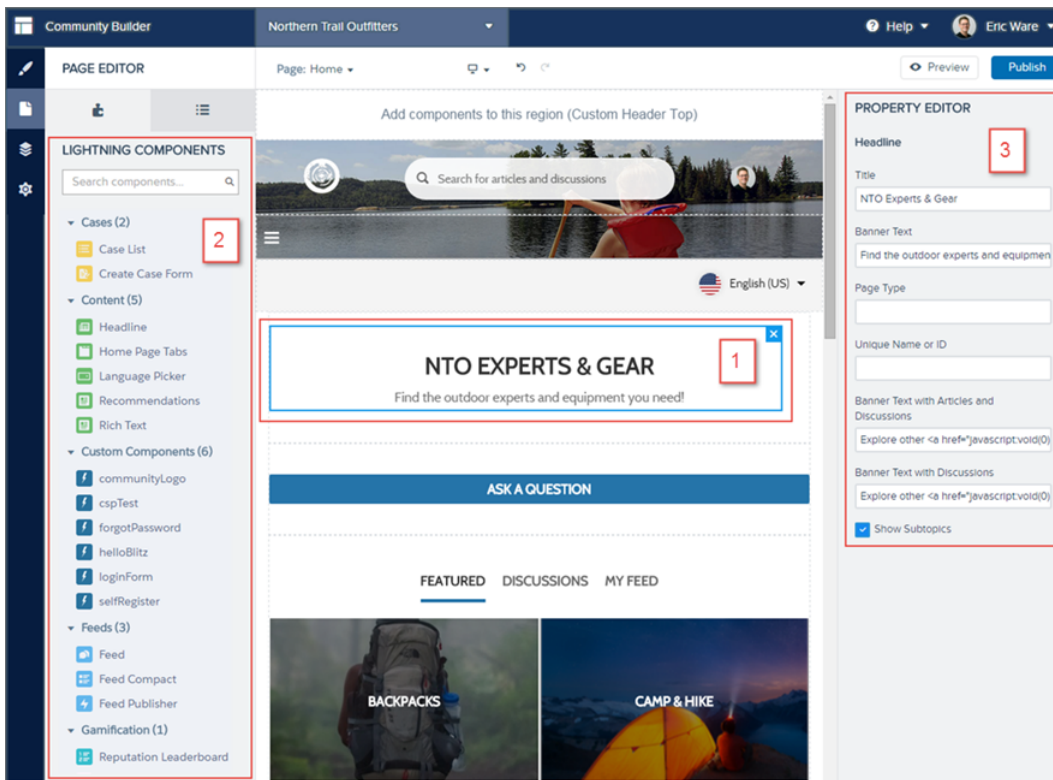 Community Builder
Northern Trail Outfitters
Help
Eric Ware
PAGE EDITOR
Page: Home
Preview
Publish
LIGHTNING COMPONENTS
Search components...
Cases (2)
2
Case List
Create Case Form
Content (5)
Headline
Home Page Tabs
Language Picker
Recommendations
Rich Text
Custom Components (6)
communityLogo
cspTest
forgotPassword
helloBlitz
loginForm
selfRegister
Feeds (3)
Feed
Feed Compact
Feed Publisher
Gamification (1)
Reputation Leaderboard
Add components to this region (Custom Header Top)
Search for articles and discussions
English (US)
1
NTO EXPERTS & GEAR
Find the outdoor experts and equipment you need!
ASK A QUESTION
FEATURED DISCUSSIONS MY FEED
BACKPACKS
CAMP & HIKE
PROPERTY EDITOR
3
Headline
Title
NTO Experts & Gear
Banner Text
Find the outdoor experts and equipmen
Page Type
Unique Name or ID
Banner Text with Articles and
Discussions
Explore other <a href="javascript:void(0)
Banner Text with Discussions
Explore other <a href="javascript:void(0)
Show Subtopics